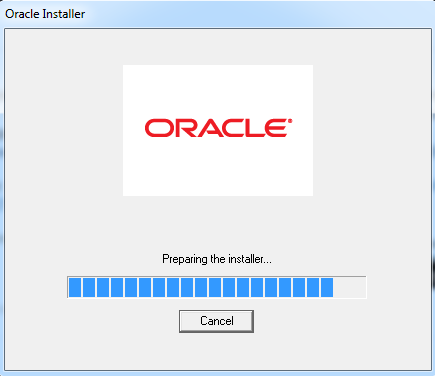 Oracle Installer
ORACLE®
Preparing the installer...
Cancel